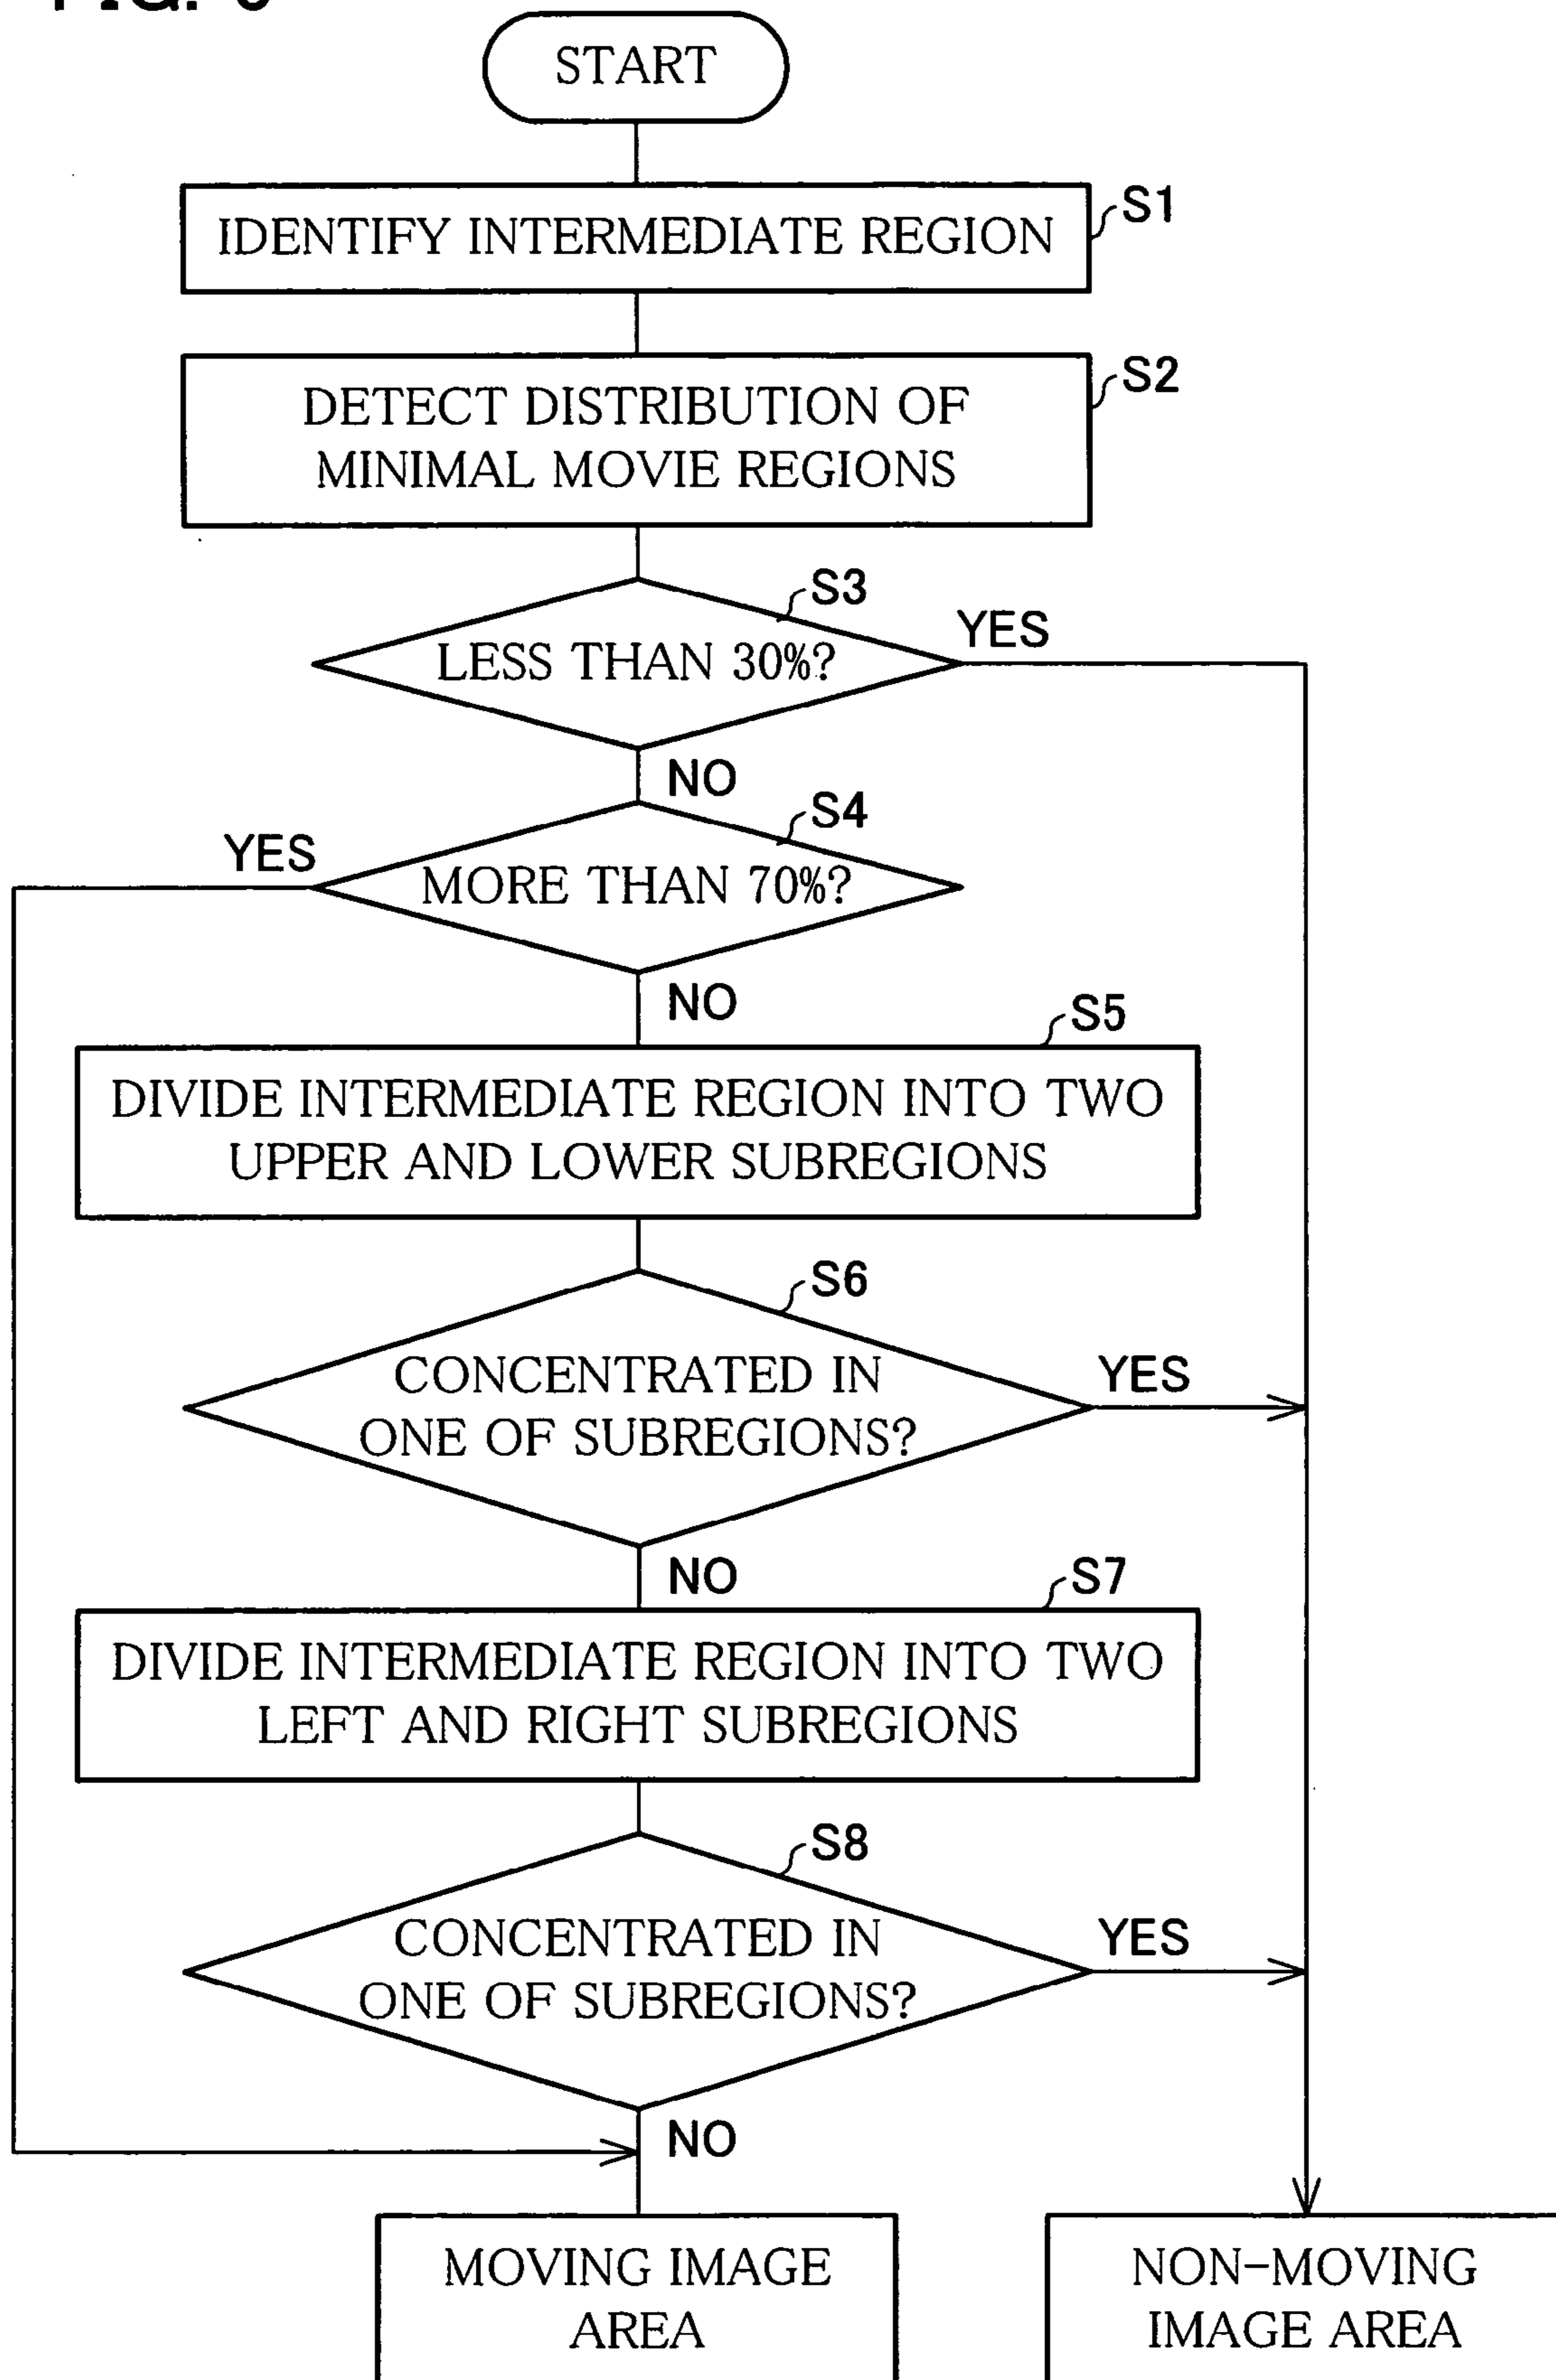 START
S1
IDENTIFY INTERMEDIATE REGION
S2
DETECT DISTRIBUTION OF
MINIMAL MOVIE REGIONS
S3
YES
LESS THAN 30%?
NO
S4
YES
MORE THAN 70%?
NO
S5
DIVIDE INTERMEDIATE REGION INTO TWO
UPPER AND LOWER SUBREGIONS
S6
CONCENTRATED IN
YES
ONE OF SUBREGIONS?
NO
S7
DIVIDE INTERMEDIATE REGION INTO TWO
LEFT AND RIGHT SUBREGIONS
S8
CONCENTRATED IN
YES
ONE OF SUBREGIONS?
NO
MOVING IMAGE
AREA
NON-MOVING
IMAGE AREA